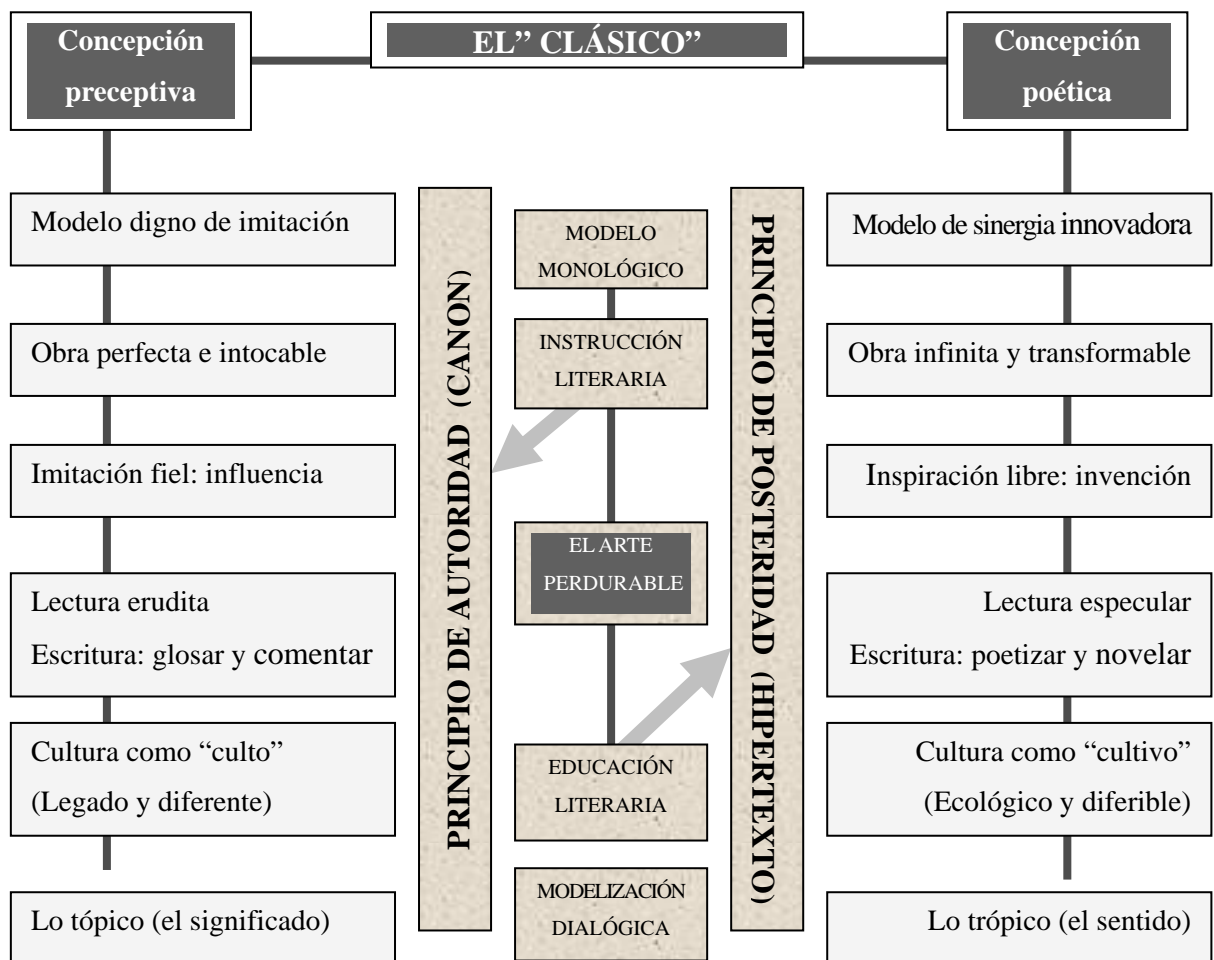 Concepción
preceptiva
EL” CLÁSICO”
Concepción
poética
Modelo digno de imitación
Obra perfecta e intocable
Imitación fiel: influencia
Lectura erudita
Escritura: glosar y comentar
Cultura como “culto”
(Legado y diferente)
Lo tópico (el significado)
PRINCIPIO DE AUTORIDAD (CANON)
MODELO
MONOLÓGICO
INSTRUCCIÓN
LITERARIA
EL ARTE
PERDURABLE
EDUCACIÓN
LITERARIA
MODELIZACIÓN
DIALÓGICA
PRINCIPIO DE POSTERIDAD (HIPERTEXTO)
Modelo de sinergia innovadora
Obra infinita y transformable
Inspiración libre: invención
Lectura especular
Escritura: poetizar y novelar
Cultura como “cultivo”
(Ecológico y diferible)
Lo trópico (el sentido)